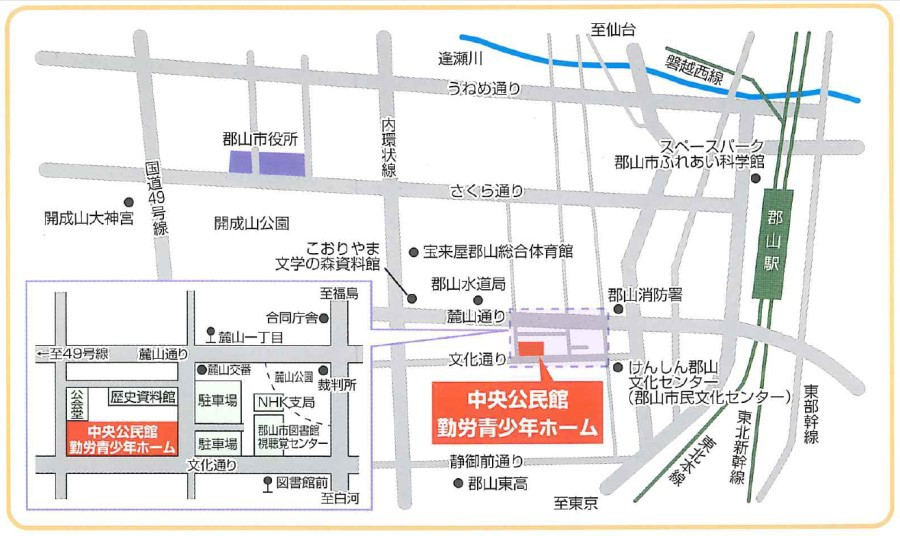 至仙台
逢瀬川
磐越西線
うねめ通り
郡山市役所
内環状線
スペースパーク
郡山市ふれあい科学館
国道49号線
さくら通り
開成山大神宮
開成山公園
郡山駅
こおりやま
文学の森資料館
宝来屋郡山総合体育館
郡山水道局
郡山消防署
麓山通り
文化通り
けんしん郡山
文化センター
(郡山市民文化センター)
中央公民館
勤労青少年ホーム
東部幹線
東北新幹線
東北本線
静御前通り
郡山東高
至東京
至福島
合同庁舎
麓山一丁目
←至49号線
麓山通り
麓山交番
麓山公園
裁判所
公会堂
歴史資料館
駐車場
NHK支局
中央公民館
勤労青少年ホーム
駐車場
郡山市図書館
視聴覚センター
文化通り
図書館前
至白河